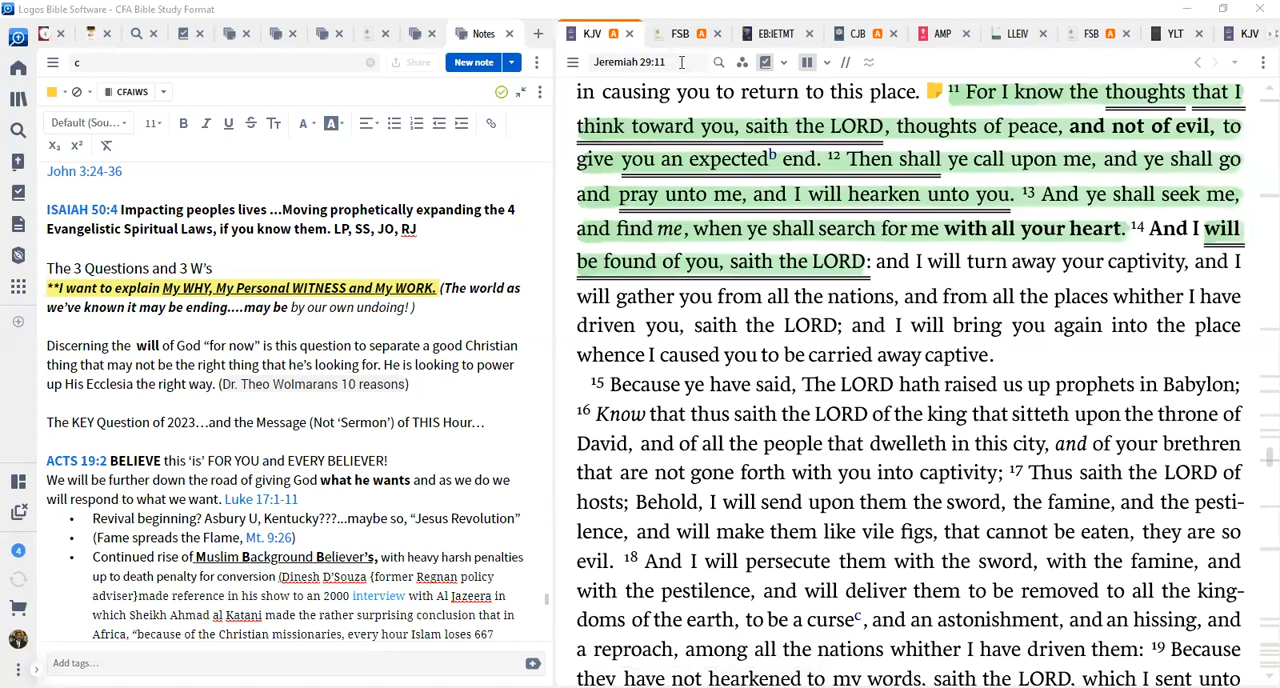 Logos Bible Software - CFA Bible Study Format
Notes
KJV A
FSB A
EB:IETMT
CJB A
AMP
LLEIV
FSB A
YLT
KJV
c
Share
New note
Jeremiah 29:11
CFAIWS
Default (Sou...
11
B I U S Tt A A
X₂ X²
John 3:24-36
ISAIAH 50:4 Impacting peoples lives ...Moving prophetically expanding the 4
Evangelistic Spiritual Laws, if you know them. LP, SS, JO, RJ
The 3 Questions and 3 W's
**I want to explain My WHY, My Personal WITNESS and My WORK. (The world as
we've known it may be ending....may be by our own undoing! )
Discerning the will of God “for now” is this question to separate a good Christian
thing that may not be the right thing that he's looking for. He is looking to power
up His Ecclesia the right way. (Dr. Theo Wolmarans 10 reasons)
The KEY Question of 2023...and the Message (Not ‘Sermon’) of THIS Hour...
ACTS 19:2 BELIEVE this ‘is’ FOR YOU and EVERY BELIEVER!
We will be further down the road of giving God what he wants and as we do we
will respond to what we want. Luke 17:1-11
• Revival beginning? Asbury U, Kentucky???...maybe so, “Jesus Revolution”
• (Fame spreads the Flame, Mt. 9:26)
• Continued rise of Muslim Background Believer's, with heavy harsh penalties
up to death penalty for conversion (Dinesh D'Souza {former Regnan policy
adviser}made reference in his show to an 2000 interview with Al Jazeera in
which Sheikh Ahmad al Katani made the rather surprising conclusion that in
Africa, “because of the Christian missionaries, every hour Islam loses 667
Add tags...
4
in causing you to return to this place. 11 For I know the thoughts that I
think toward you, saith the LORD, thoughts of peace, and not of evil, to
give you an expectedb end. 12 Then shall ye call upon me, and ye shall go
and pray unto me, and I will hearken unto you. 13 And ye shall seek me,
and find me, when ye shall search for me with all your heart. 14 And I will
be found of you, saith the LORD: and I will turn away your captivity, and I
will gather you from all the nations, and from all the places whither I have
driven you, saith the LORD; and I will bring you again into the place
whence I caused you to be carried away captive.
15 Because ye have said, The LORD hath raised us up prophets in Babylon;
16 Know that thus saith the LORD of the king that sitteth upon the throne of
David, and of all the people that dwelleth in this city, and of your brethren
that are not gone forth with you into captivity; 17 Thus saith the LORD of
hosts; Behold, I will send upon them the sword, the famine, and the pesti-
lence, and will make them like vile figs, that cannot be eaten, they are so
evil. 18 And I will persecute them with the sword, with the famine, and
with the pestilence, and will deliver them to be removed to all the king-
doms of the earth, to be a cursec, and an astonishment, and an hissing, and
a reproach, among all the nations whither I have driven them: 19 Because
they have not hearkened to my words, saith the LORD, which I sent unto